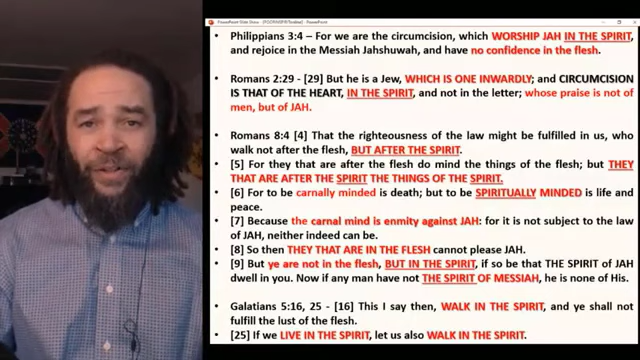 PowerPoint Slide Show
Philippians 3:4 – For we are the circumcision, which WORSHIP JAH IN THE SPIRIT,
and rejoice in the Messiah Jahshuwah, and have no confidence in the flesh.
Romans 2:29 - [29] But he is a Jew, WHICH IS ONE INWARDLY; and CIRCUMCISION
IS THAT OF THE HEART, IN THE SPIRIT, and not in the letter; whose praise is not of
men, but of JAH.
Romans 8:4 [4] That the righteousness of the law might be fulfilled in us, who
walk not after the flesh, BUT AFTER THE SPIRIT.
[5] For they that are after the flesh do mind the things of the flesh; but THEY
THAT ARE AFTER THE SPIRIT THE THINGS OF THE SPIRIT.
[6] For to be carnally minded is death; but to be SPIRITUALLY MINDED is life and
peace.
[7] Because the carnal mind is enmity against JAH: for it is not subject to the law
of JAH, neither indeed can be.
[8] So then THEY THAT ARE IN THE FLESH cannot please JAH.
[9] But ye are not in the flesh, BUT IN THE SPIRIT, if so be that THE SPIRIT OF JAH
dwell in you. Now if any man have not THE SPIRIT OF MESSIAH, he is none of His.
Galatians 5:16, 25 - [16] This I say then, WALK IN THE SPIRIT, and ye shall not
fulfill the lust of the flesh.
[25] If we LIVE IN THE SPIRIT, let us also WALK IN THE SPIRIT.